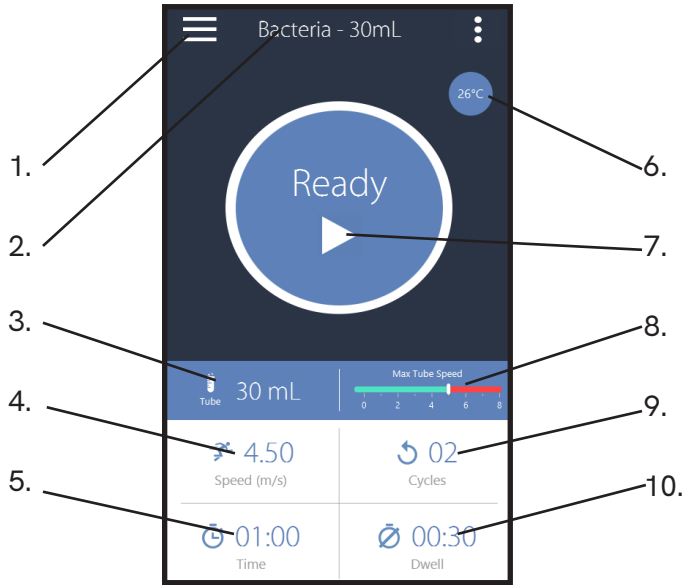 Bacteria - 30mL
26°C
1.
6.
Ready
2.
7.
3.
8.
Max Tube Speed
Tube
30 mL
0 2 4 6 8
4.
9.
4.50
02
Speed (m/s)
Cycles
5.
10.
01:00
00:30
Time
Dwell